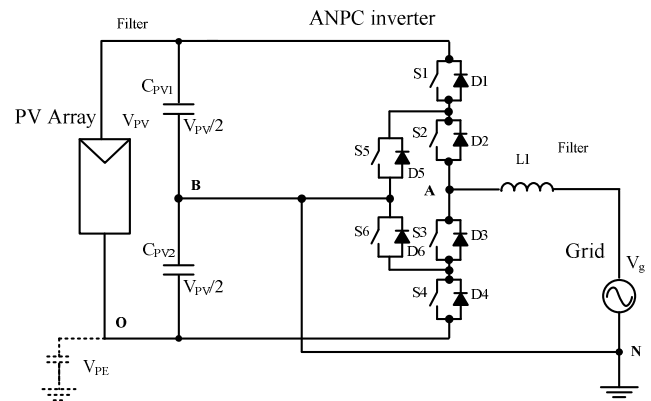 ANPC inverter
Filter
S1
D1
C_PV1
PV Array
V_PV
V_PV/2
S2
D2
S5
D5
L1
Filter
B
A
S6
D6
S3
D3
C_PV2
Grid
V_g
V_PV/2
S4
D4
O
N
V_PE